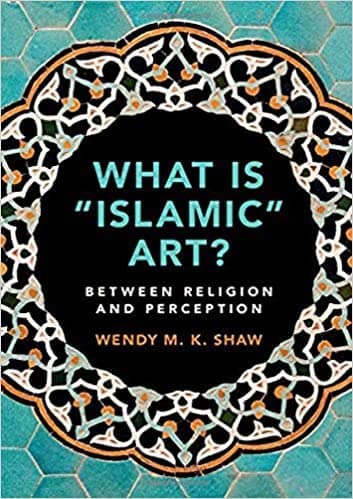 WHAT IS
“ISLAMIC”
ART?
BETWEEN RELIGION
AND PERCEPTION
WENDY M. K. SHAW